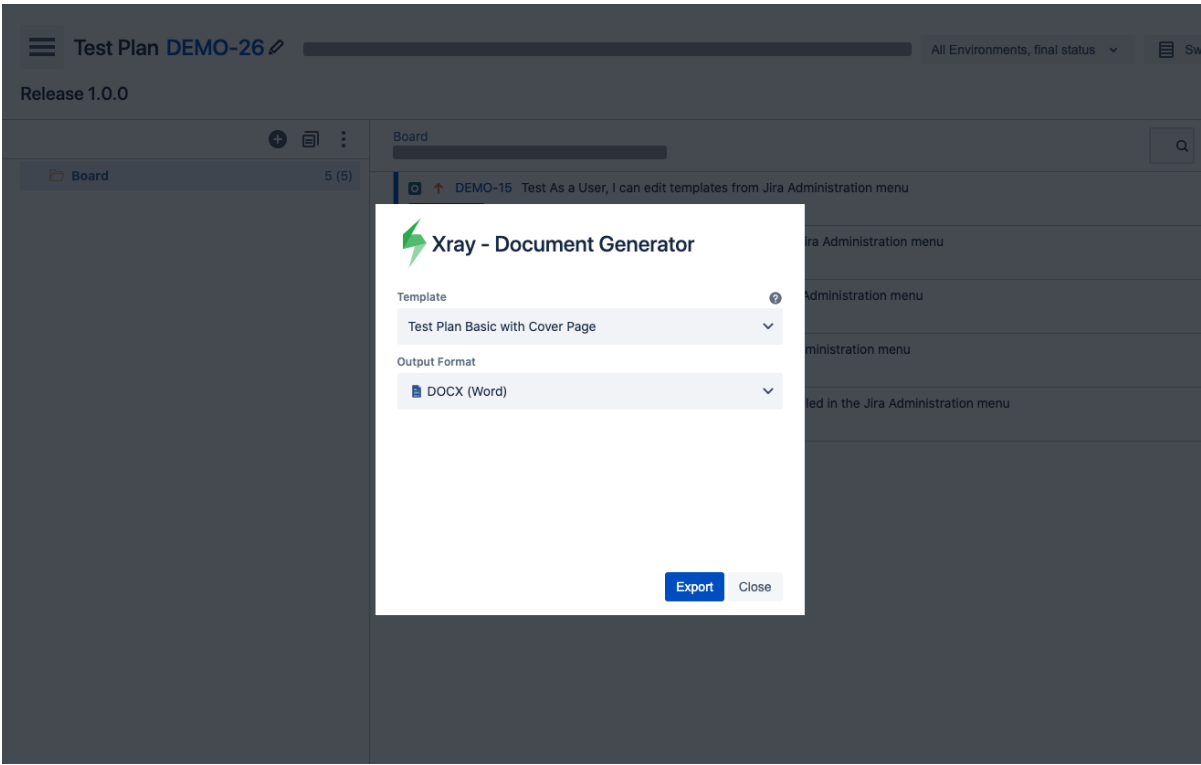 Test Plan DEMO-26
All Environments, final status
Sw
Release 1.0.0
Board
Board 5 (5)
DEMO-15 Test As a User, I can edit templates from Jira Administration menu
Xray - Document Generator
ira Administration menu
Template
Administration menu
Test Plan Basic with Cover Page
ministration menu
Output Format
DOCX (Word)
led in the Jira Administration menu
Export Close